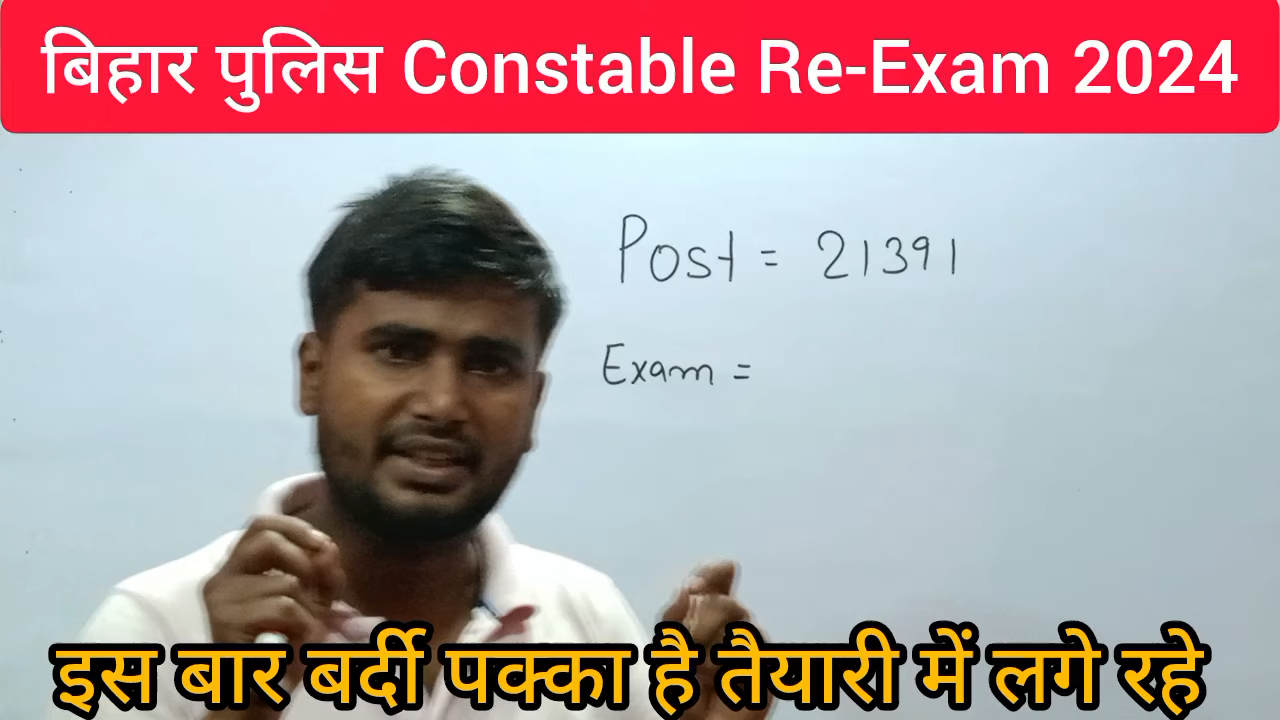 बिहार पुलिस Constable Re-Exam 2024
Post = 21391
Exam =
इस बार बर्दी पक्का है तैयारी में लगे रहे